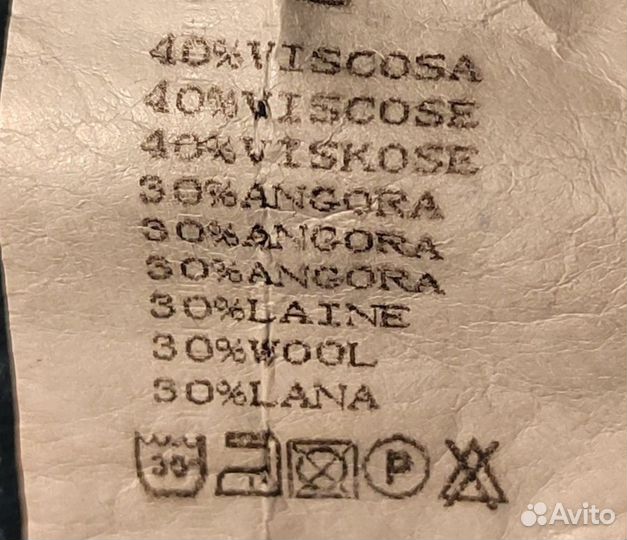 40%VISCOSA
40%VISCOSE
40%VISKOSE
30%ANGORA
30%ANGORA
30%ANGORA
30%LAINE
30%WOOL
30%LANA
30 P
Avito